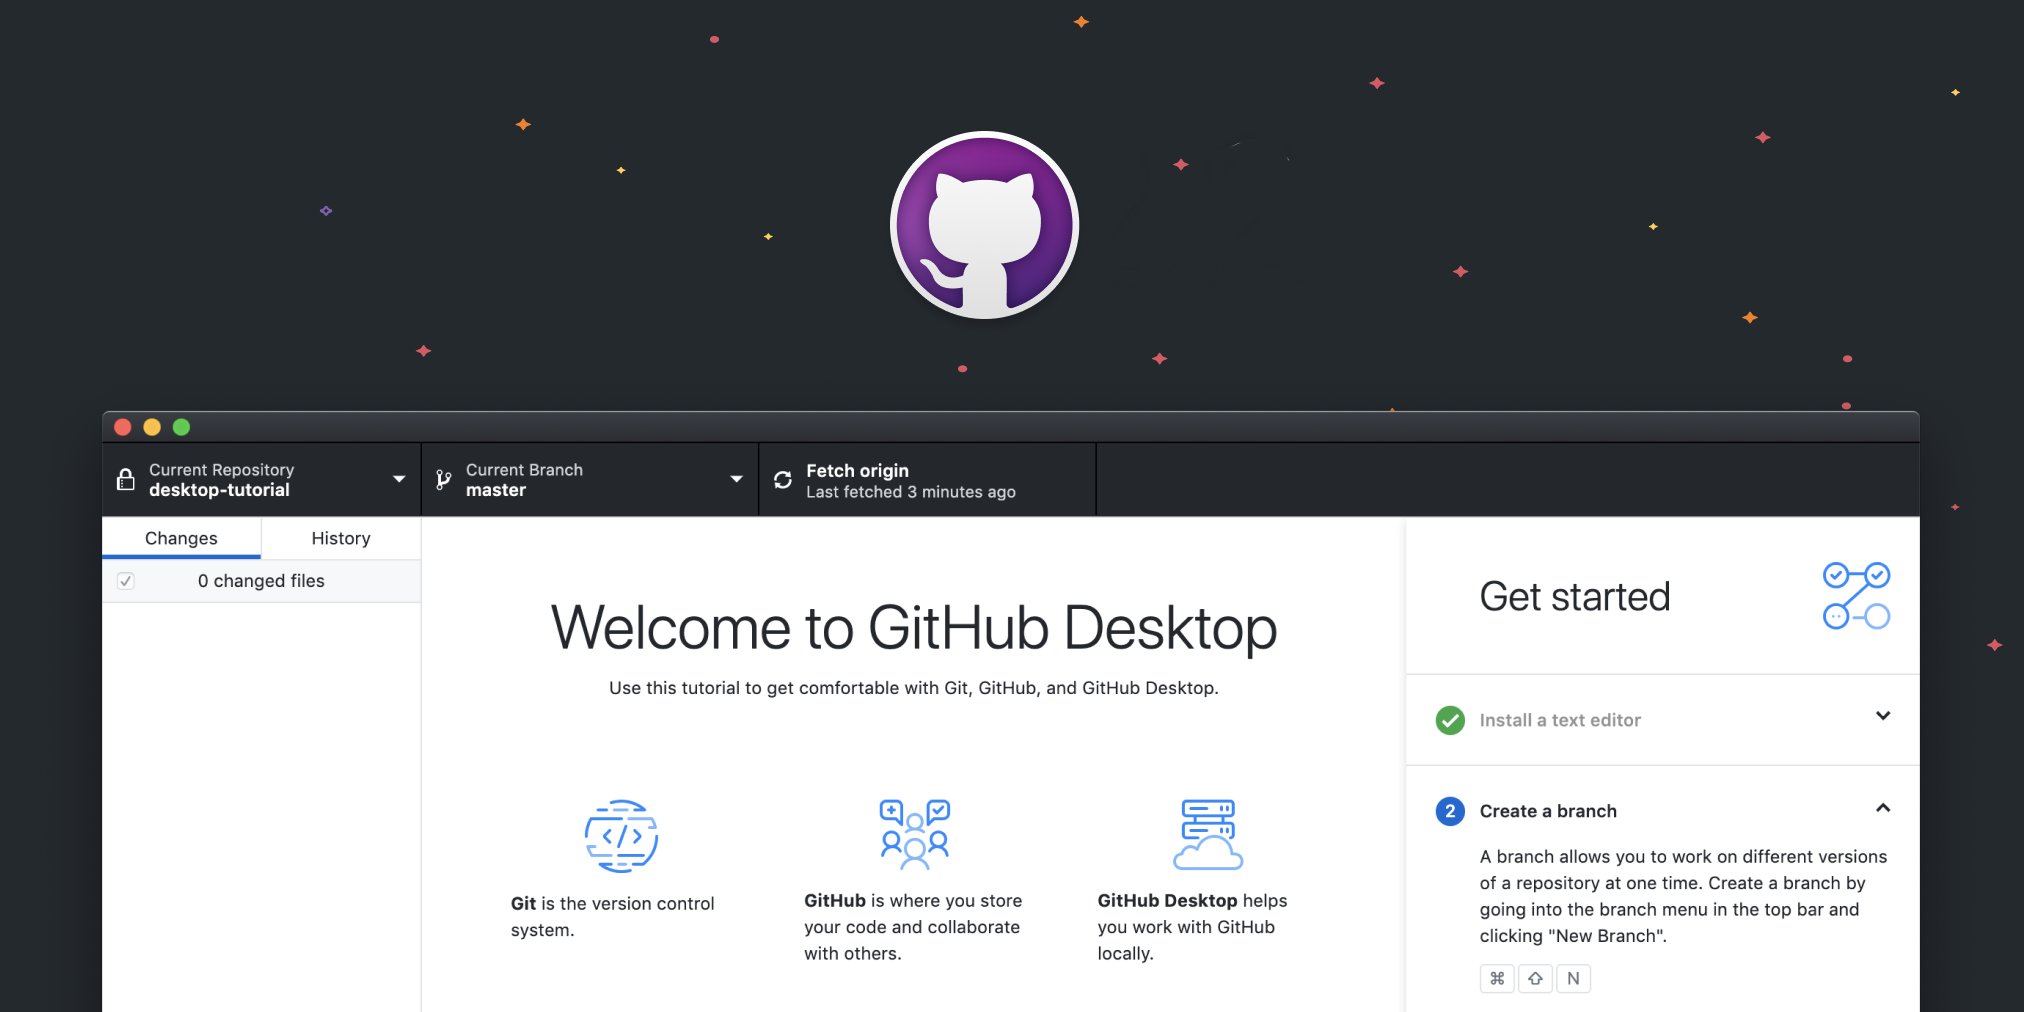 Current Repository
desktop-tutorial
Current Branch
master
Fetch origin
Last fetched 3 minutes ago
Changes
History
0 changed files
Welcome to GitHub Desktop
Use this tutorial to get comfortable with Git, GitHub, and GitHub Desktop.
Git is the version control
system.
GitHub is where you store
your code and collaborate
with others.
GitHub Desktop helps
you work with GitHub
locally.
Get started
Install a text editor
2 Create a branch
A branch allows you to work on different versions
of a repository at one time. Create a branch by
going into the branch menu in the top bar and
clicking "New Branch".
⌘ ⇧ N